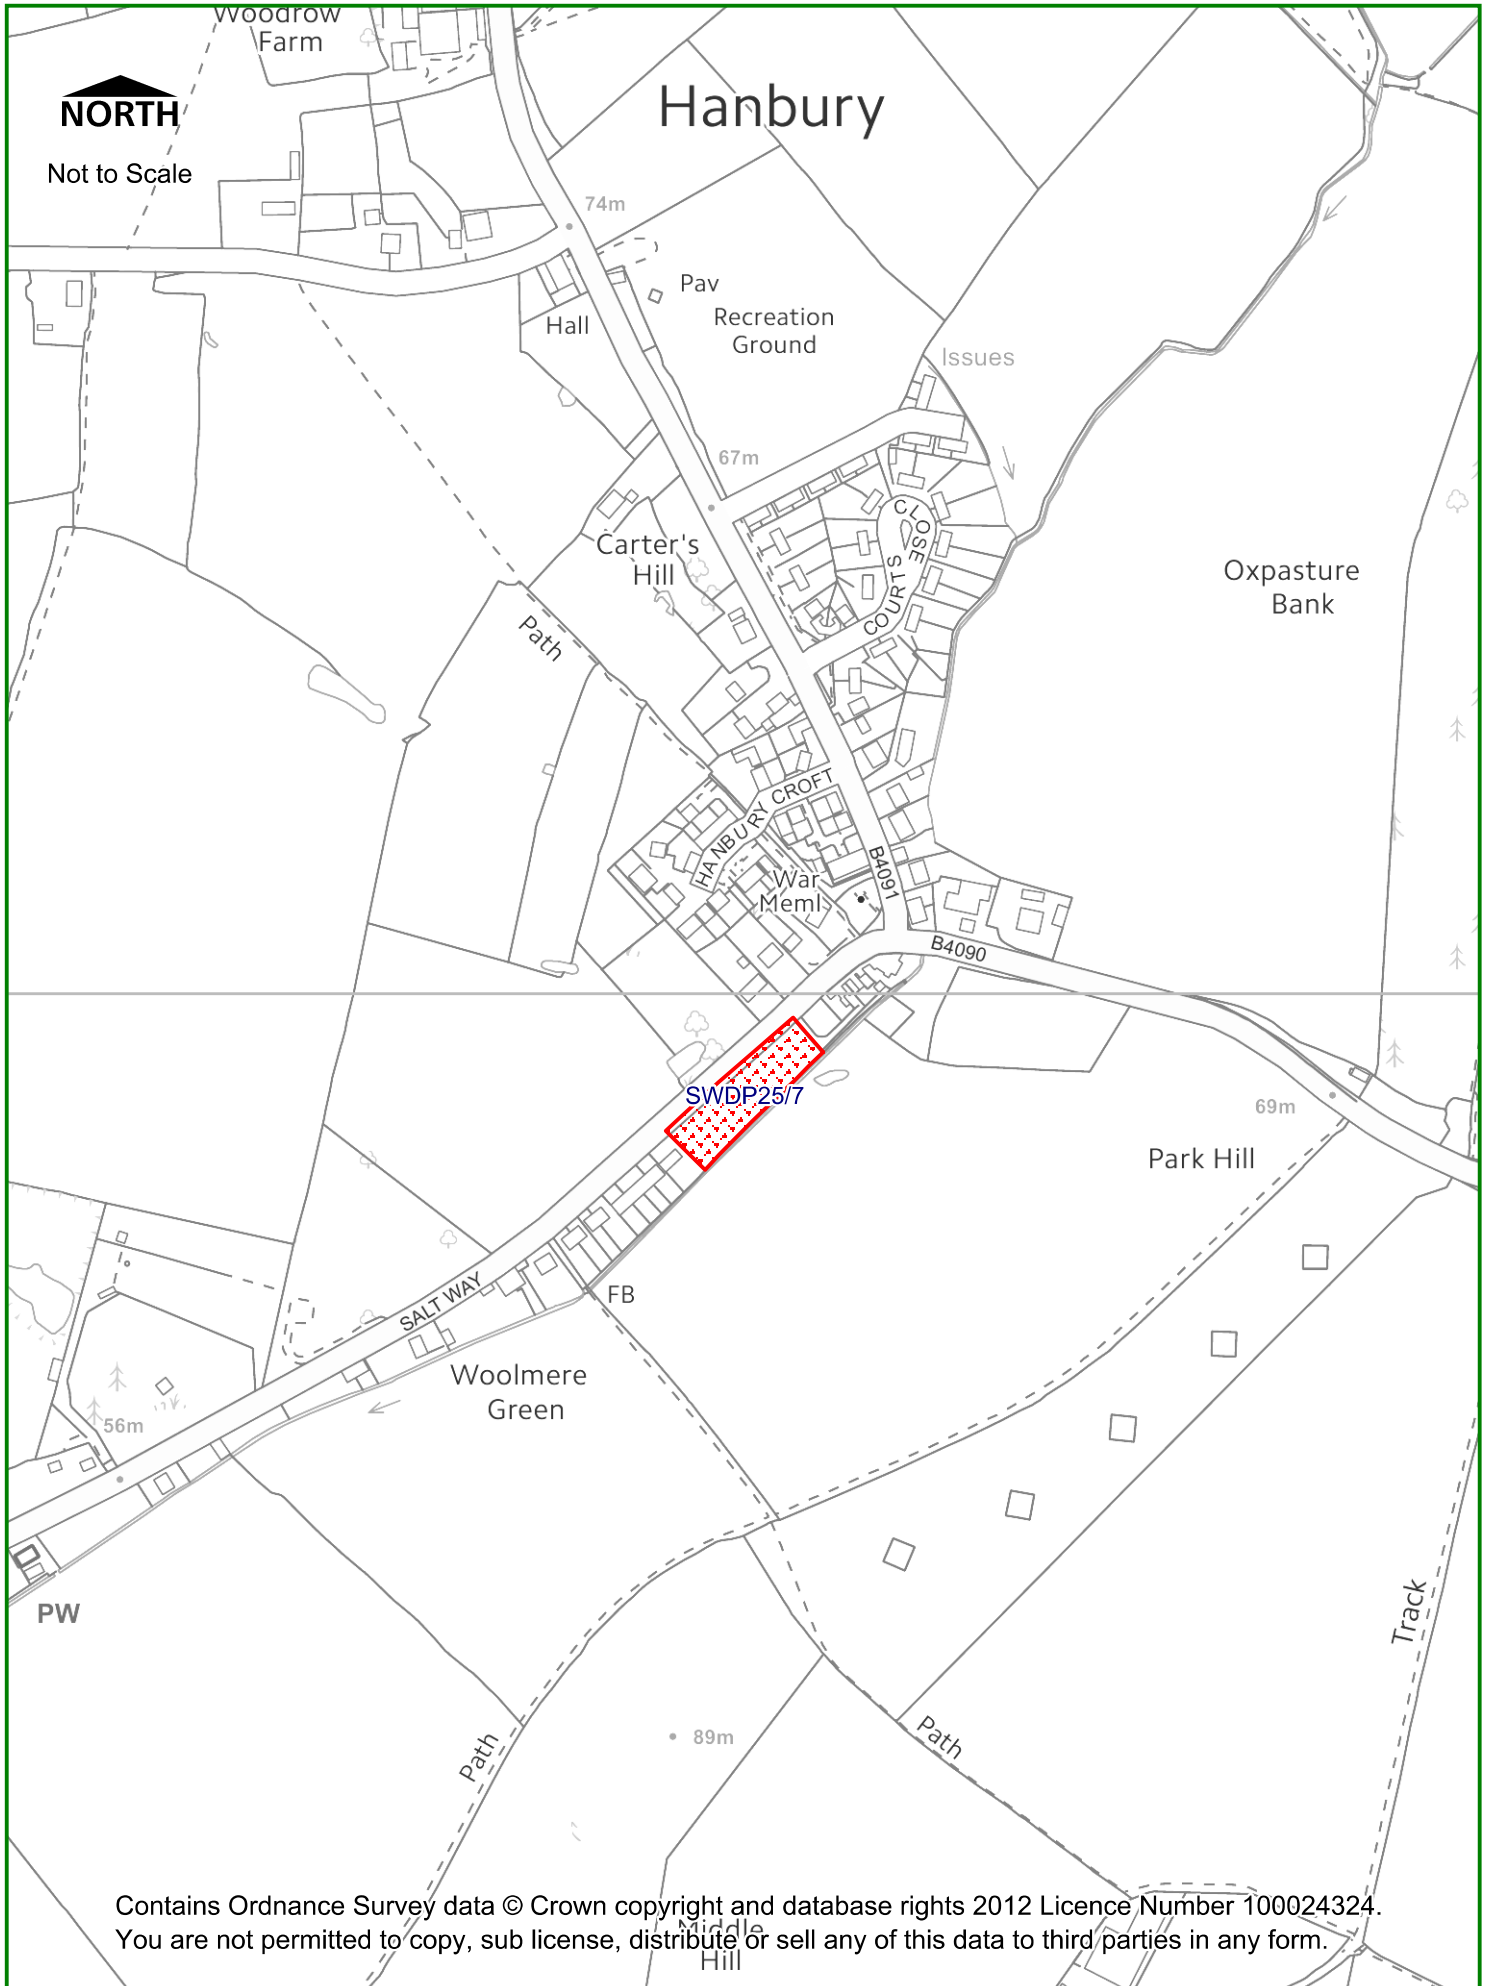 Woodrow
Farm
NORTH
Not to Scale
Hanbury
74m
Pav
Recreation
Ground
Hall
Issues
67m
CLOSE
COURTS
Carter's
Hill
Path
Oxpasture
Bank
HANBURY CROFT
B4091
War
Meml
B4090
SWDP25/7
69m
Park Hill
SALT WAY
FB
Woolmere
Green
56m
PW
Track
Path
Path
89m
Middle
Hill
Contains Ordnance Survey data © Crown copyright and database rights 2012 Licence Number 100024324.
You are not permitted to copy, sub license, distribute or sell any of this data to third parties in any form.